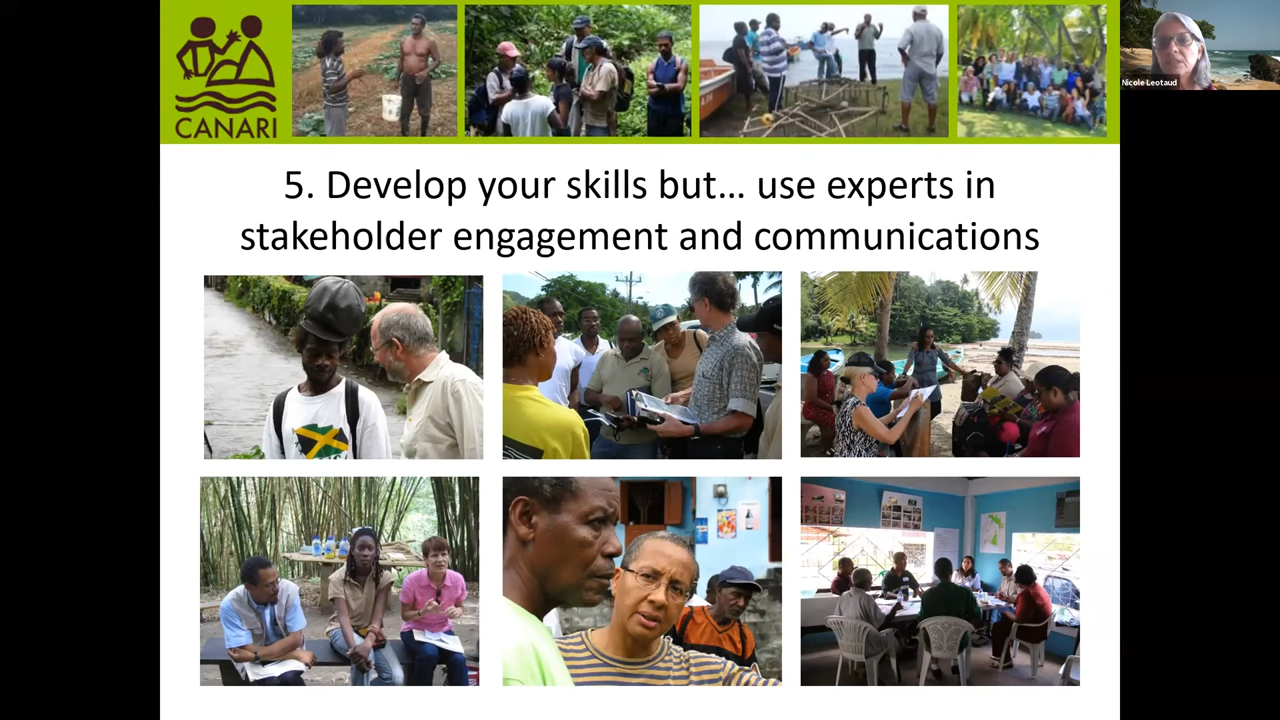 CANARI
Nicole Leotaud
5. Develop your skills but... use experts in
stakeholder engagement and communications